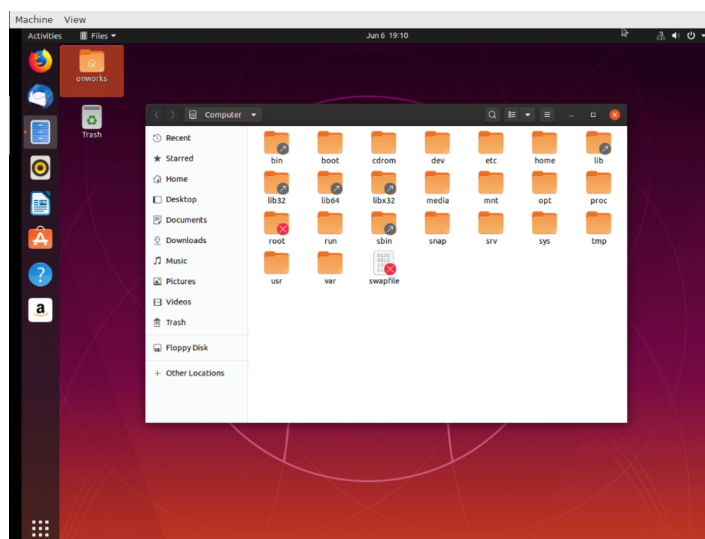 Machine View
Activities Files Jun 6 19:10
onworks
Trash
Computer
Recent
Starred
Home
Desktop
Documents
Downloads
Music
Pictures
Videos
Trash
Floppy Disk
+ Other Locations
bin boot cdrom dev etc home lib
lib32 lib64 libx32 media mnt opt proc
root run sbin snap srv sys tmp
usr var swapfile
a